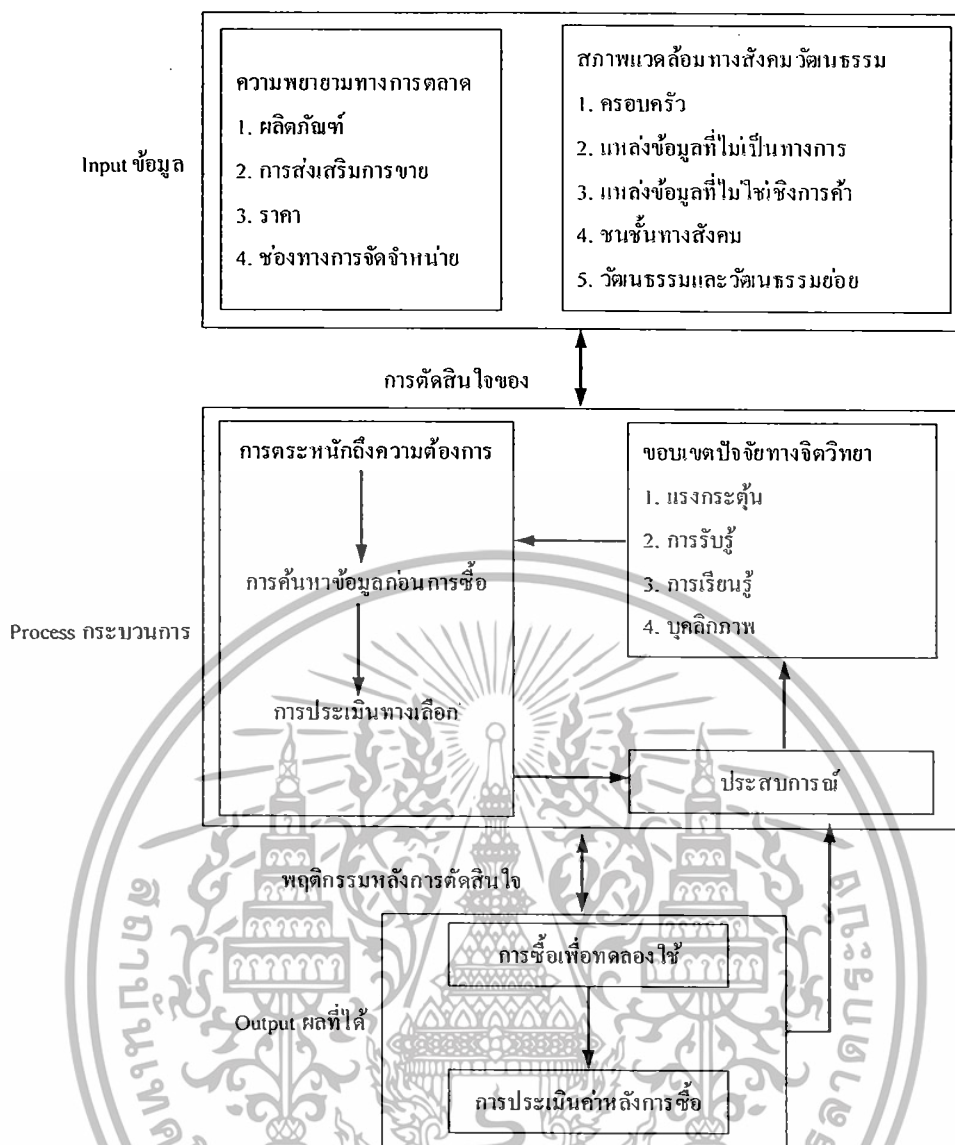 ความพยายามทางการตลาด
1. ผลิตภัณฑ์
2. การส่งเสริมการขาย
3. ราคา
4. ช่องทางการจัดจำหน่าย
สภาพแวดล้อมทางสังคมวัฒนธรรม
1. ครอบครัว
2. แหล่งข้อมูลที่ไม่เป็นทางการ
3. แหล่งข้อมูลที่ไม่ใช่เชิงการค้า
4. ชนชั้นทางสังคม
5. วัฒนธรรมและวัฒนธรรมย่อย
Input ข้อมูล
การตัดสินใจของ
การตระหนักถึงความต้องการ
การค้นหาข้อมูลก่อนการซื้อ
การประเมินทางเลือก
ขอบเขตปัจจัยทางจิตวิทยา
1. แรงกระตุ้น
2. การรับรู้
3. การเรียนรู้
4. บุคลิกภาพ
Process กระบวนการ
ประสบการณ์
พฤติกรรมหลังการตัดสินใจ
การซื้อเพื่อทดลองใช้
Output ผลที่ได้
การประเมินค่าหลังการซื้อ